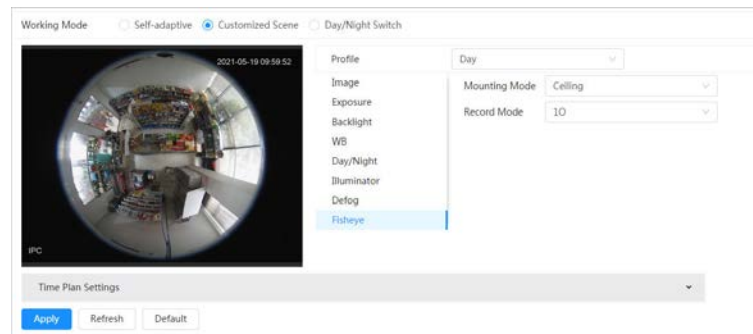 Working Mode Self-adaptive Customized Scene Day/Night Switch
2021-05-19 09:59:52
IPC
Profile Day
Image
Exposure
Backlight
WB
Day/Night
Illuminator
Defog
Fisheye
Mounting Mode Ceiling
Record Mode 1O
Time Plan Settings
Apply Refresh Default